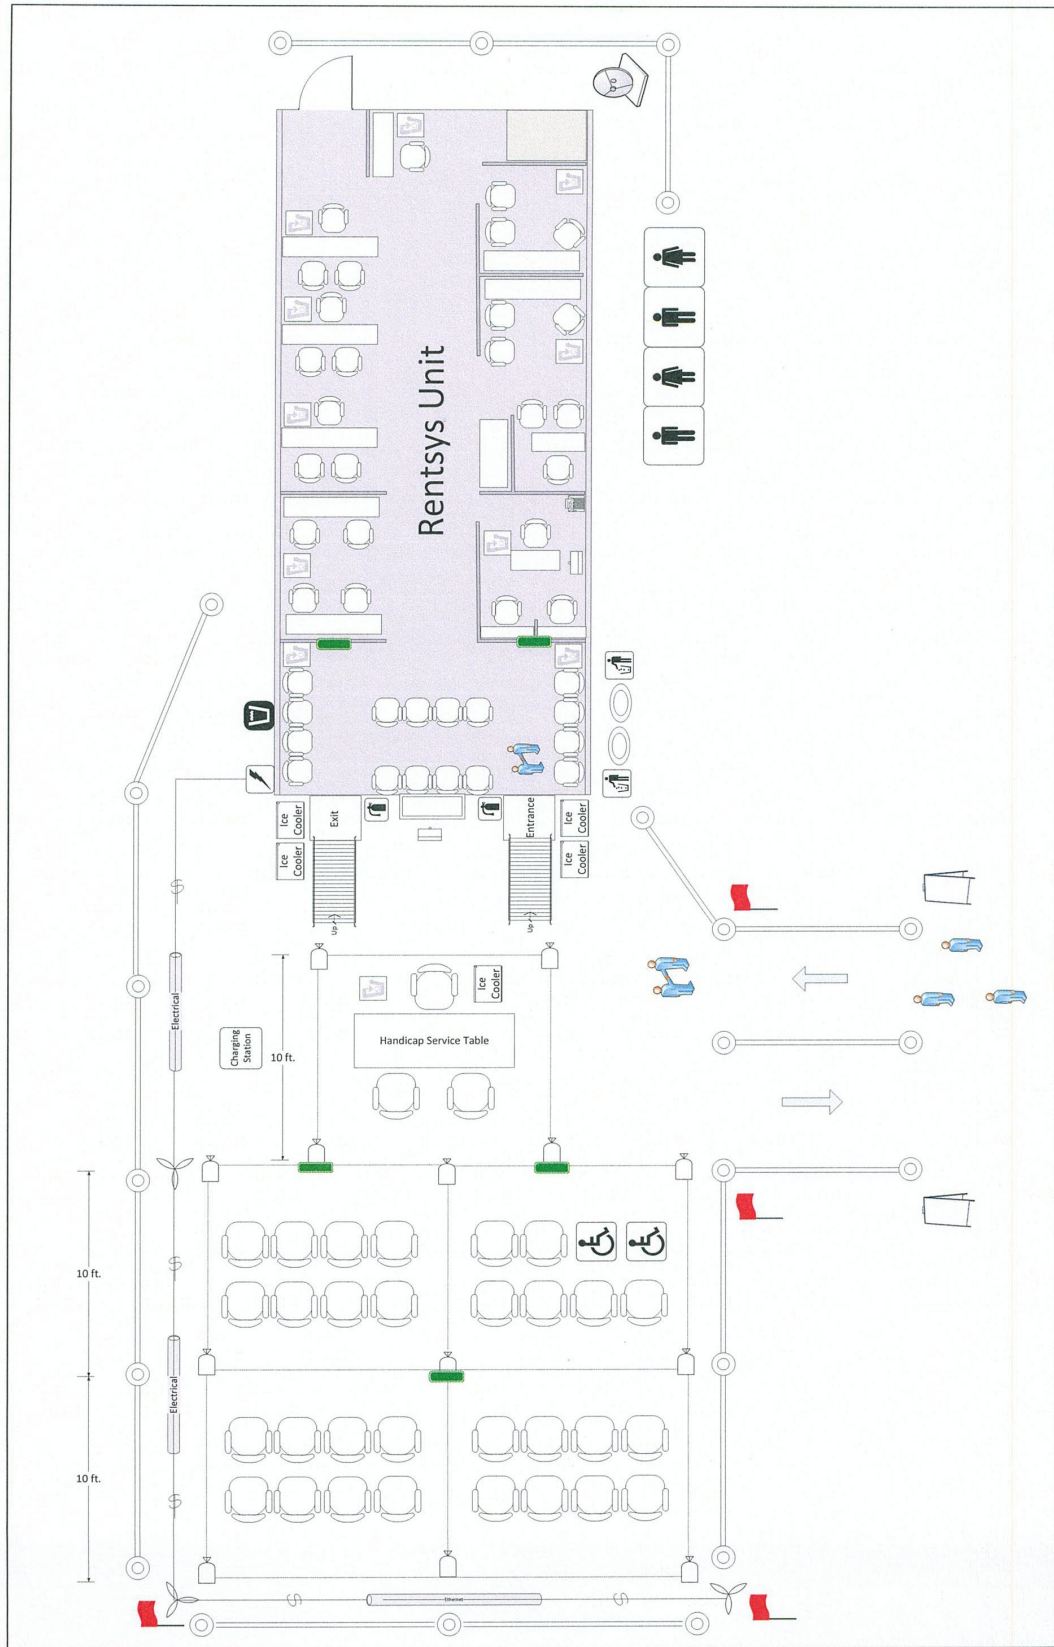 Rentsys Unit
Ice
Cooler
Exit
Entrance
Ice
Cooler
Ice
Cooler
Ice
Cooler
Up
Up
Electrical
Charging
Station
10 ft.
Ice
Cooler
Handicap Service Table
10 ft.
Electrical
10 ft.
Ethernet